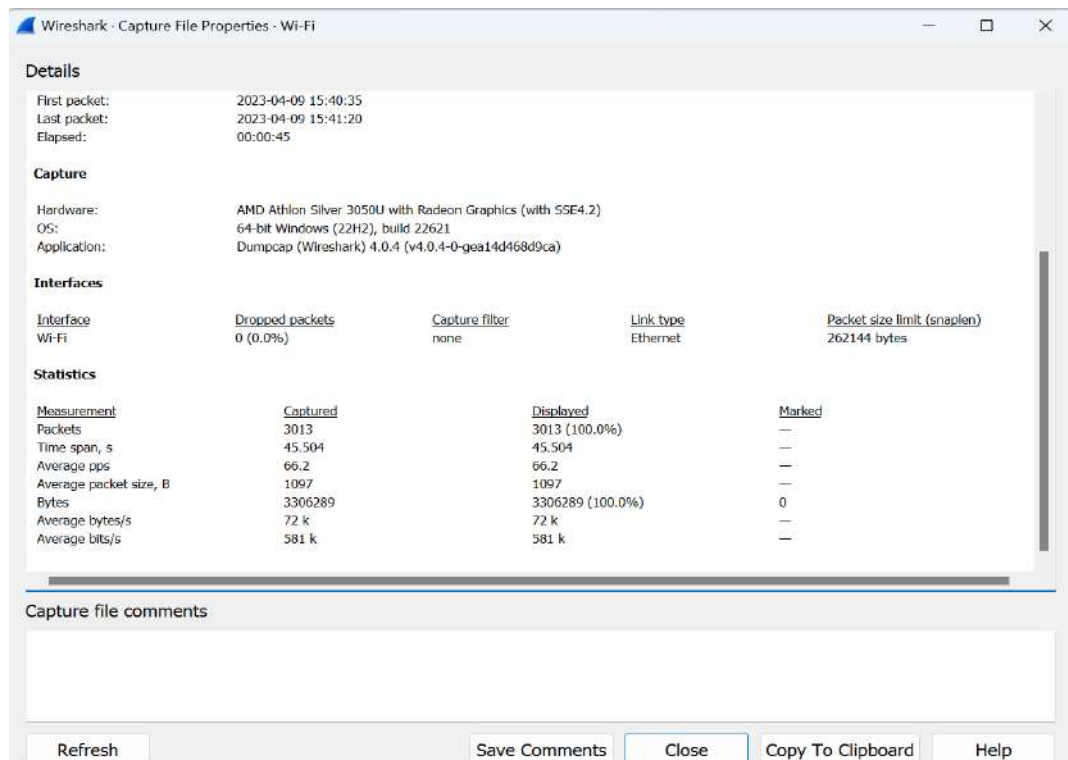 Wireshark · Capture File Properties · Wi-Fi
Details
First packet: 2023-04-09 15:40:35
Last packet: 2023-04-09 15:41:20
Elapsed: 00:00:45
Capture
Hardware: AMD Athlon Silver 3050U with Radeon Graphics (with SSE4.2)
OS: 64-bit Windows (22H2), build 22621
Application: Dumpcap (Wireshark) 4.0.4 (v4.0.4-0-gea14d468d9ca)
Interfaces
Interface Dropped packets Capture filter Link type Packet size limit (snaplen)
Wi-Fi 0 (0.0%) none Ethernet 262144 bytes
Statistics
Measurement Captured Displayed Marked
Packets 3013 3013 (100.0%) —
Time span, s 45.504 45.504 —
Average pps 66.2 66.2 —
Average packet size, B 1097 1097 —
Bytes 3306289 3306289 (100.0%) 0
Average bytes/s 72 k 72 k —
Average bits/s 581 k 581 k —
Capture file comments
Refresh Save Comments Close Copy To Clipboard Help